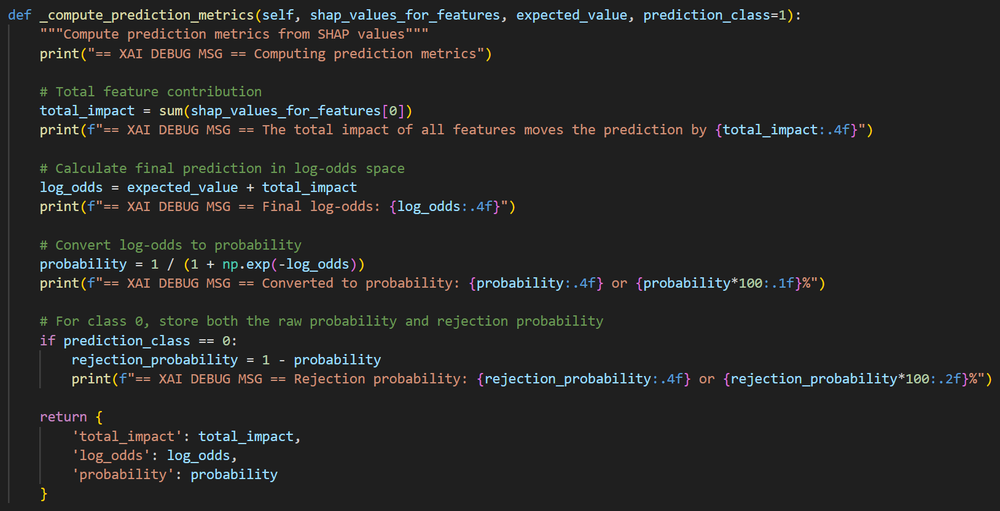 def _compute_prediction_metrics(self, shap_values_for_features, expected_value, prediction_class=1):
    """Compute prediction metrics from SHAP values"""
    print("== XAI DEBUG MSG == Computing prediction metrics")

    # Total feature contribution
    total_impact = sum(shap_values_for_features[0])
    print(f"== XAI DEBUG MSG == The total impact of all features moves the prediction by {total_impact:.4f}")

    # Calculate final prediction in log-odds space
    log_odds = expected_value + total_impact
    print(f"== XAI DEBUG MSG == Final log-odds: {log_odds:.4f}")

    # Convert log-odds to probability
    probability = 1 / (1 + np.exp(-log_odds))
    print(f"== XAI DEBUG MSG == Converted to probability: {probability:.4f} or {probability*100:.1f}%")

    # For class 0, store both the raw probability and rejection probability
    if prediction_class == 0:
        rejection_probability = 1 - probability
        print(f"== XAI DEBUG MSG == Rejection probability: {rejection_probability:.4f} or {rejection_probability*100:.2f}%")

    return {
        'total_impact': total_impact,
        'log_odds': log_odds,
        'probability': probability
    }